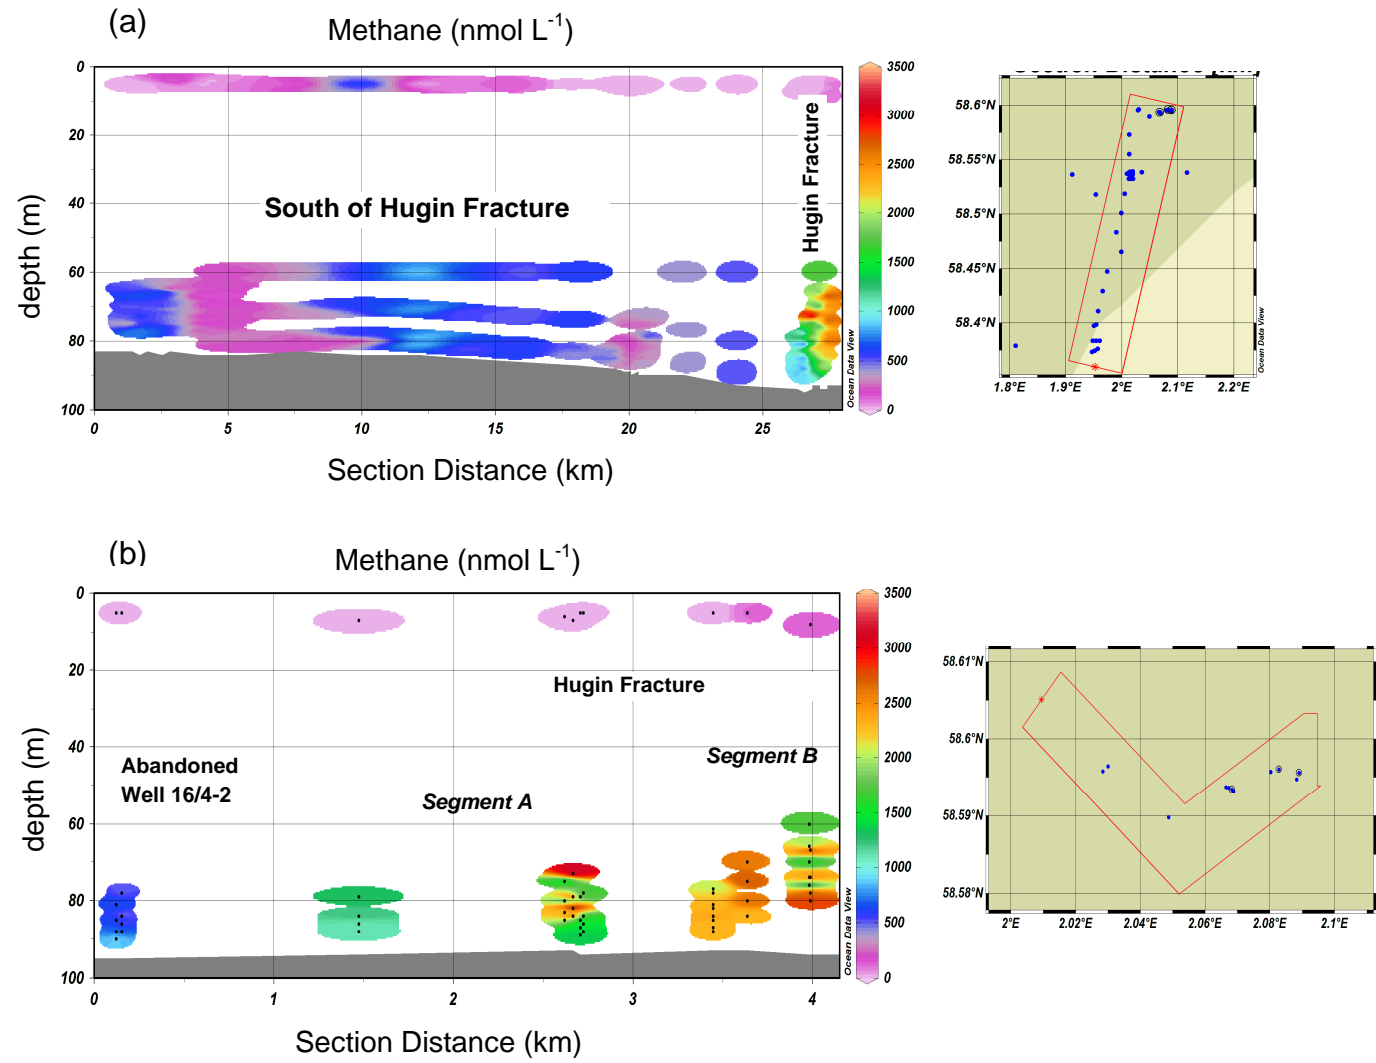 (a)
Methane (nmol L-1)
0
20
40
60
80
100
depth (m)
South of Hugin Fracture
Hugin Fracture
0
5
10
15
20
25
Section Distance (km)
3500
3000
2500
2000
1500
1000
500
0
Ocean Data View
58.6°N
58.55°N
58.5°N
58.45°N
58.4°N
1.8°E
1.9°E
2°E
2.1°E
2.2°E
Ocean Data View
(b)
Methane (nmol L-1)
0
20
40
60
80
100
depth (m)
Hugin Fracture
Segment B
Abandoned
Well 16/4-2
Segment A
0
1
2
3
4
Section Distance (km)
3500
3000
2500
2000
1500
1000
500
0
Ocean Data View
58.61°N
58.6°N
58.59°N
58.58°N
2°E
2.02°E
2.04°E
2.06°E
2.08°E
2.1°E